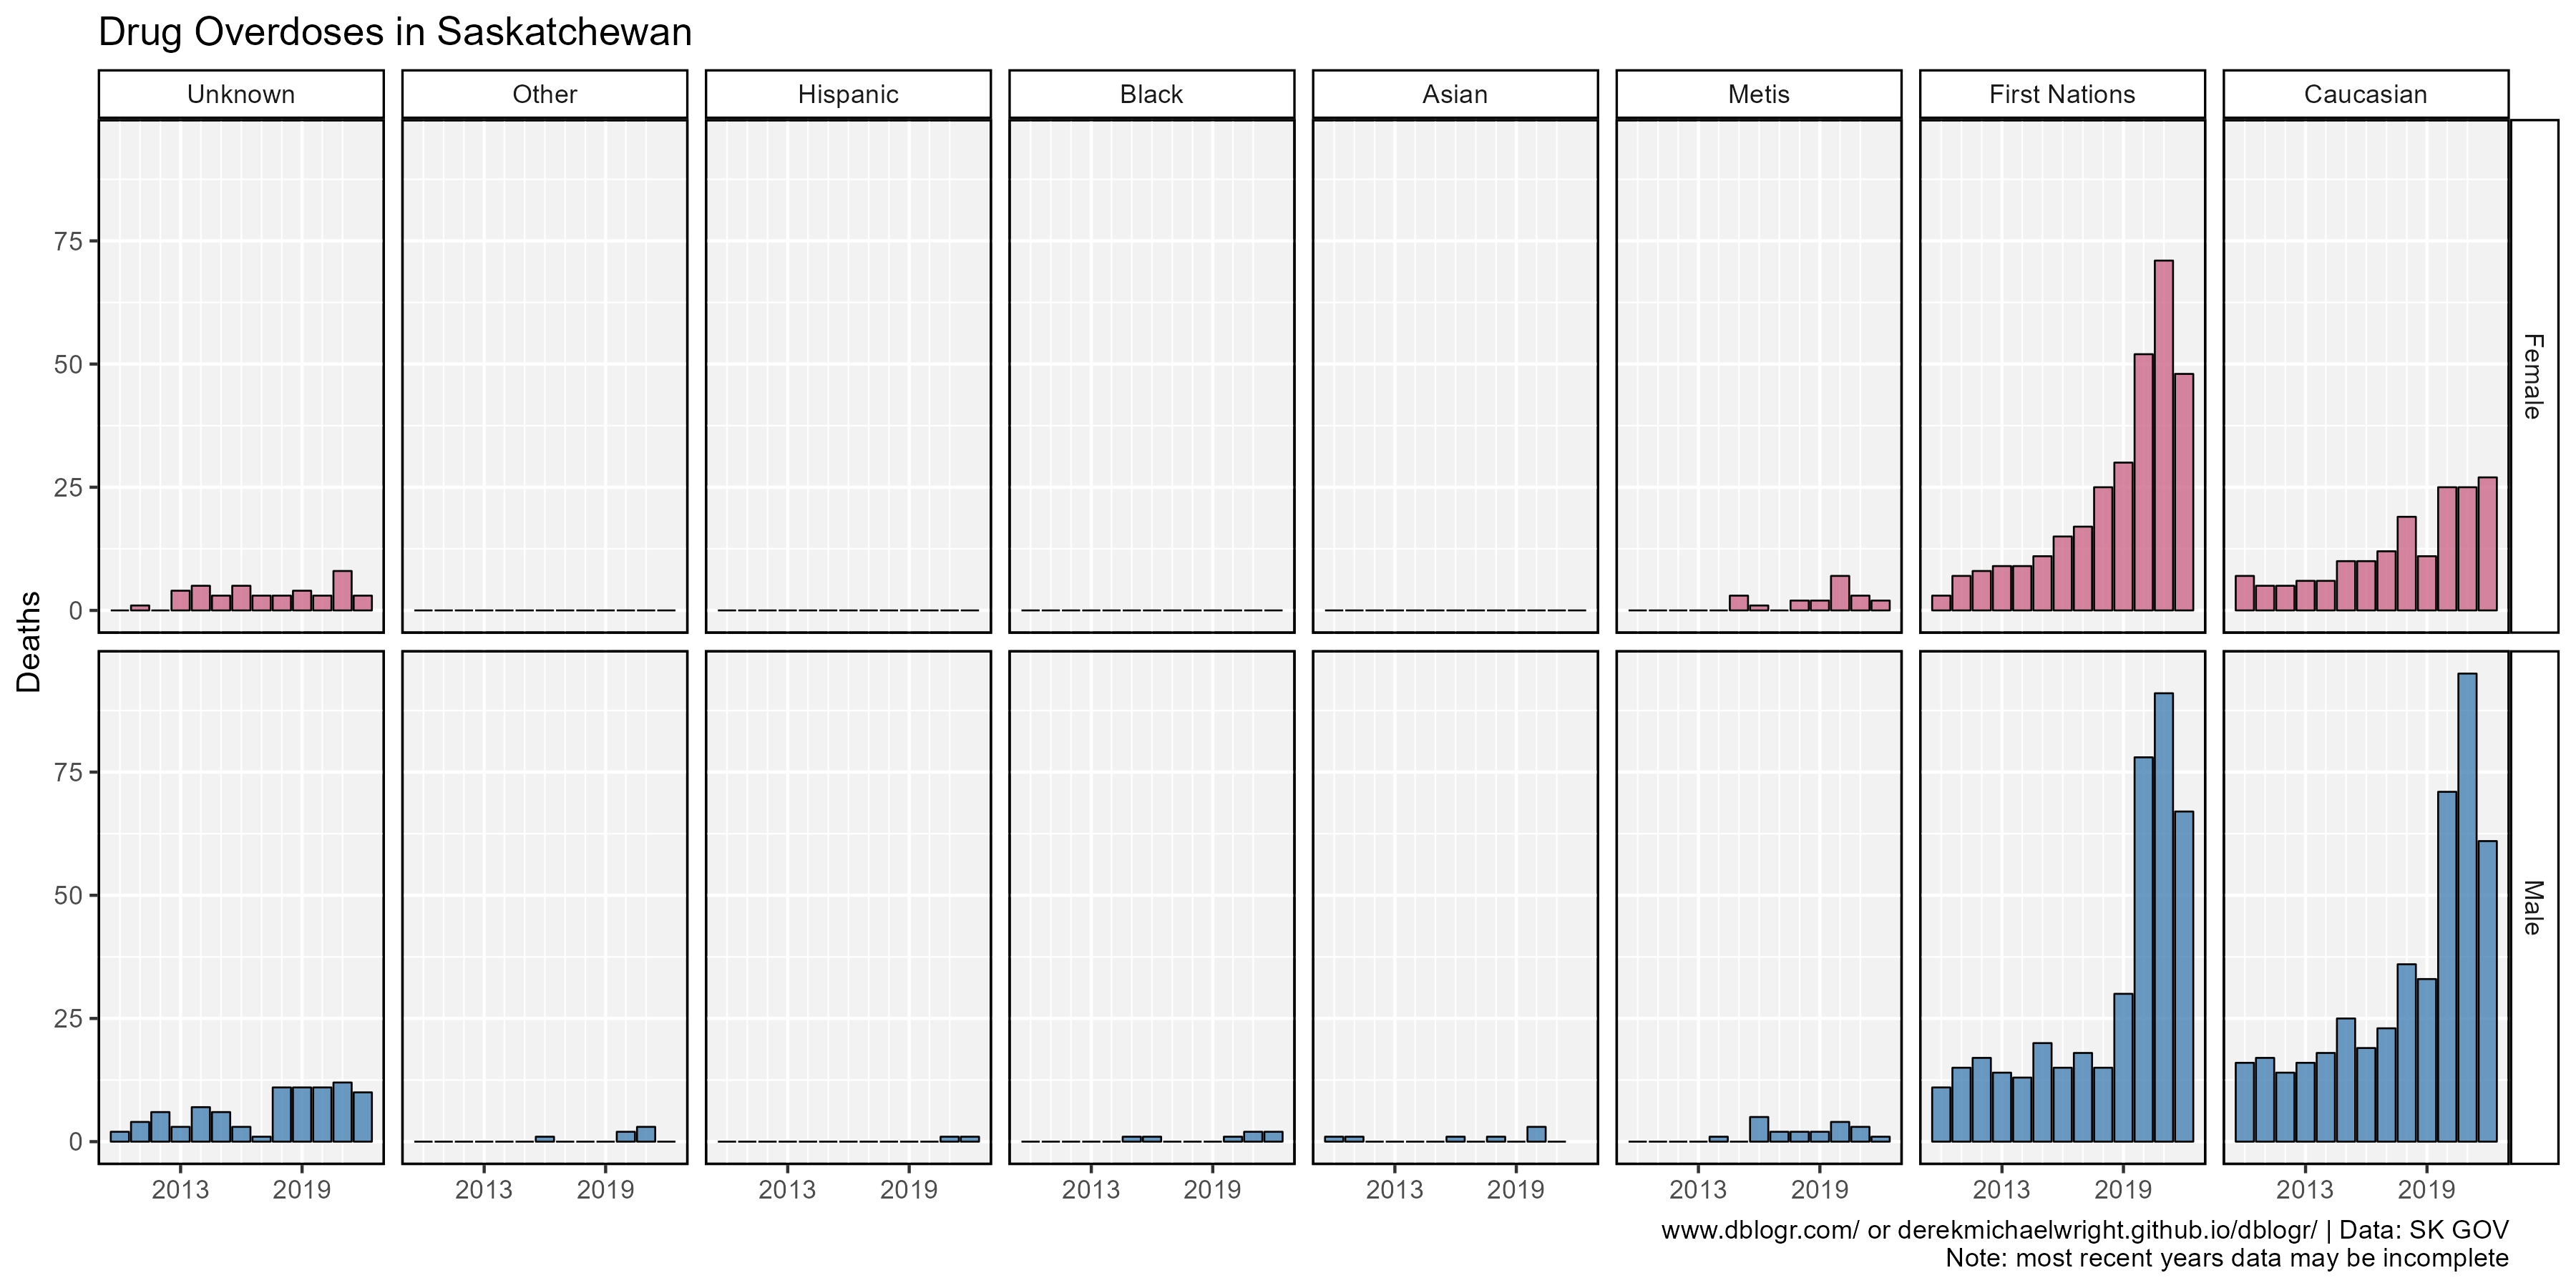 Drug Overdoses in Saskatchewan
Unknown Other Hispanic Black Asian Metis First Nations Caucasian
75
50
25
0
Female
Deaths
75
50
25
0
Male
2013 2019 2013 2019 2013 2019 2013 2019 2013 2019 2013 2019 2013 2019 2013 2019
www.dblogr.com/ or derekmichaelwright.github.io/dblogr/ | Data: SK GOV
Note: most recent years data may be incomplete